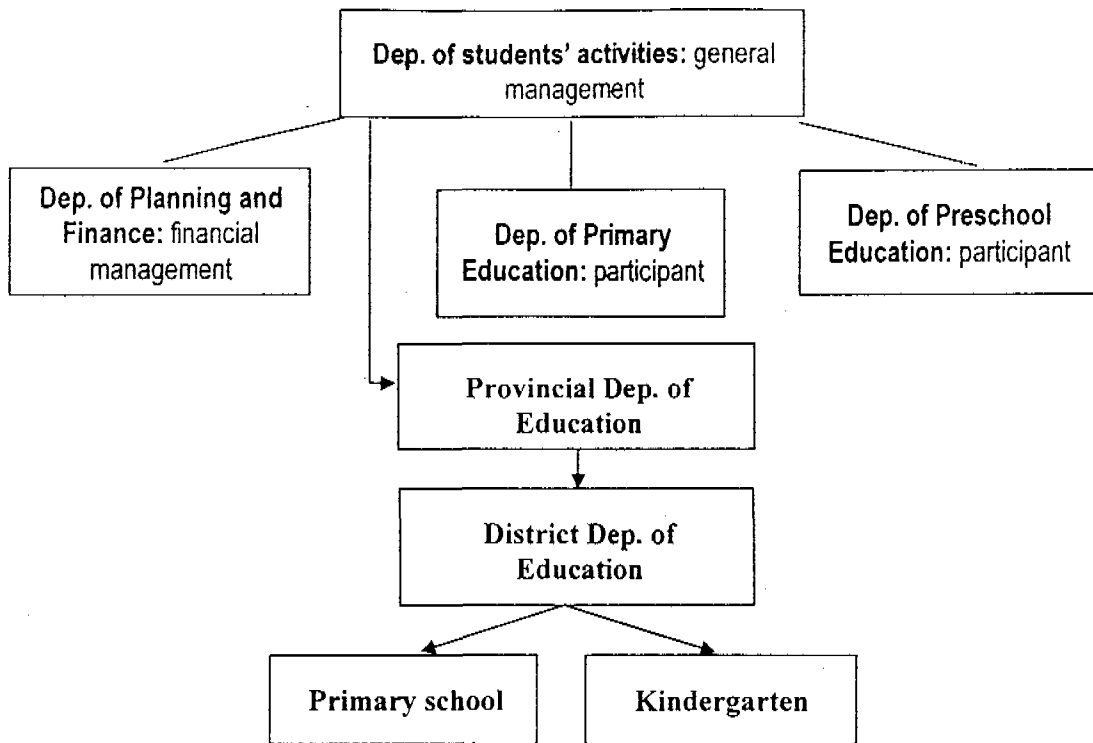 Dep. of students' activities: general
management
Dep. of Planning and
Finance: financial
management
Dep. of Primary
Education: participant
Dep. of Preschool
Education: participant
Provincial Dep. of
Education
District Dep. of
Education
Primary school
Kindergarten